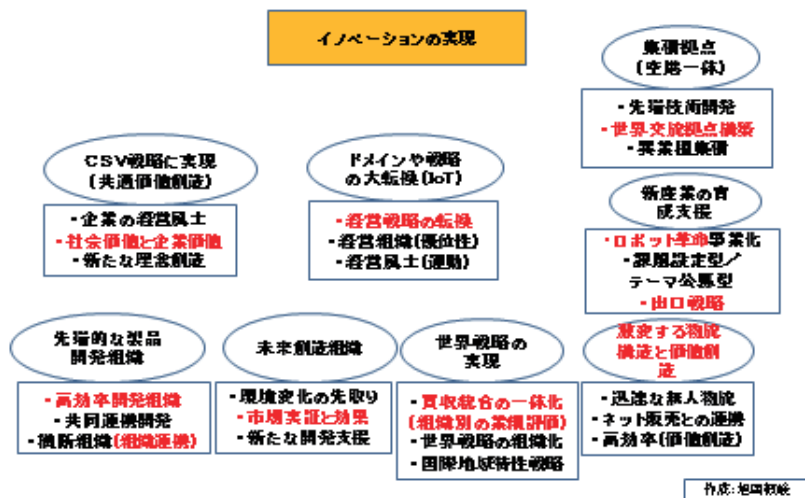 イノベーションの実現
集積拠点
(空港一体)
・先端技術開発
・世界交流拠点構築
・異業種集積
CSV戦略に実現
(共通価値創造)
・企業の経営風土
・社会価値と企業価値
・新たな理念創造
ドメインや戦略
の大転換(IoT)
・経営戦略の転換
・経営組織(優位性)
・経営風土(運動)
新産業の育
成支援
・ロボット革命事業化
・課題設定型/
テーマ公募型
・出口戦略
先端的な製品
開発組織
・高効率開発組織
・共同連携開発
・横断組織(組織連携)
未来創造組織
・環境変化の先取り
・市場実証と効果
・新たな開発支援
世界戦略の
実現
・買収統合の一体化
(組織別の業績評価)
・世界戦略の組織化
・国際地域特性戦略
激変する物流
構造と価値創
造
・迅速な無人物流
・ネット販売との連携
・高効率(価値創造)
作成: